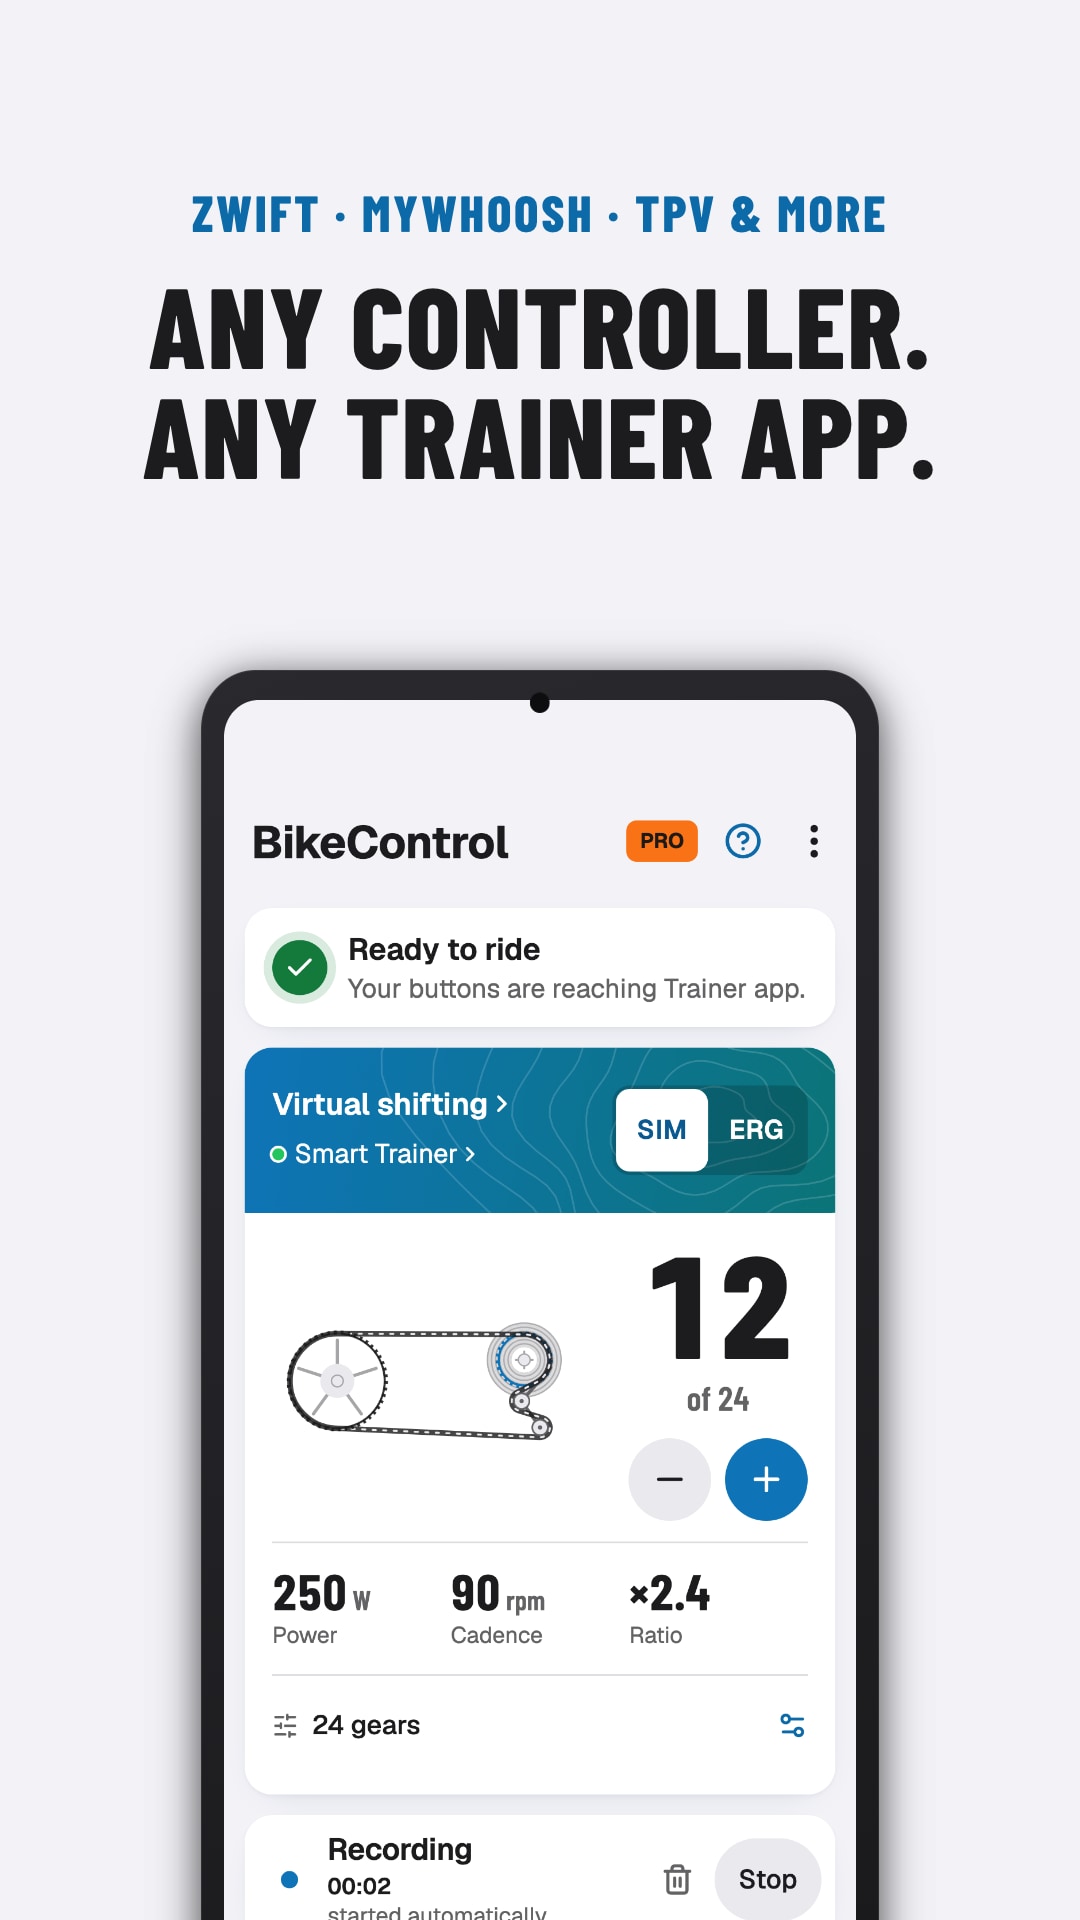 ZWIFT · MYWHOOSH · TPV & MORE
ANY CONTROLLER.
ANY TRAINER APP.
BikeControl
PRO
Ready to ride
Your buttons are reaching Trainer app.
Virtual shifting
Smart Trainer
SIM
ERG
12
of 24
250 W
Power
90 rpm
Cadence
×2.4
Ratio
24 gears
Recording
00:02
started automatically
Stop